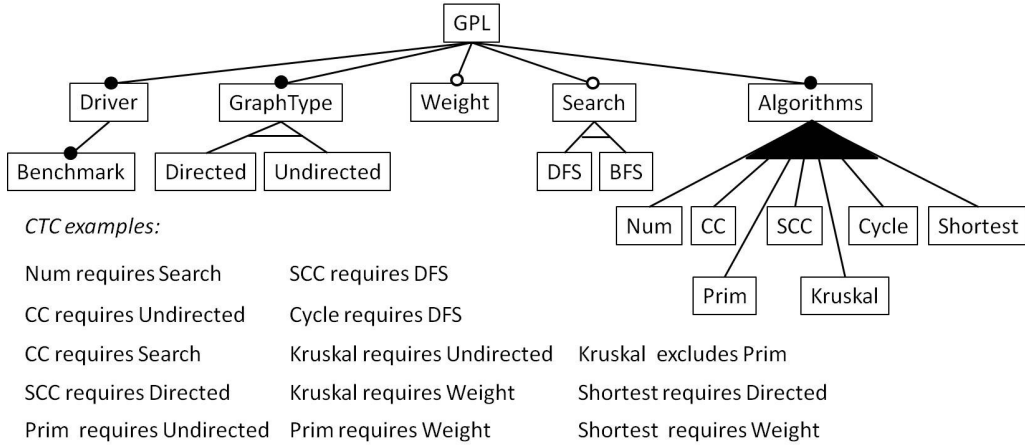 GPL
Driver GraphType Weight Search Algorithms
Benchmark Directed Undirected DFS BFS
Num CC SCC Cycle Shortest
Prim Kruskal
CTC examples:
Num requires Search SCC requires DFS
CC requires Undirected Cycle requires DFS
CC requires Search Kruskal requires Undirected Kruskal excludes Prim
SCC requires Directed Kruskal requires Weight Shortest requires Directed
Prim requires Undirected Prim requires Weight Shortest requires Weight